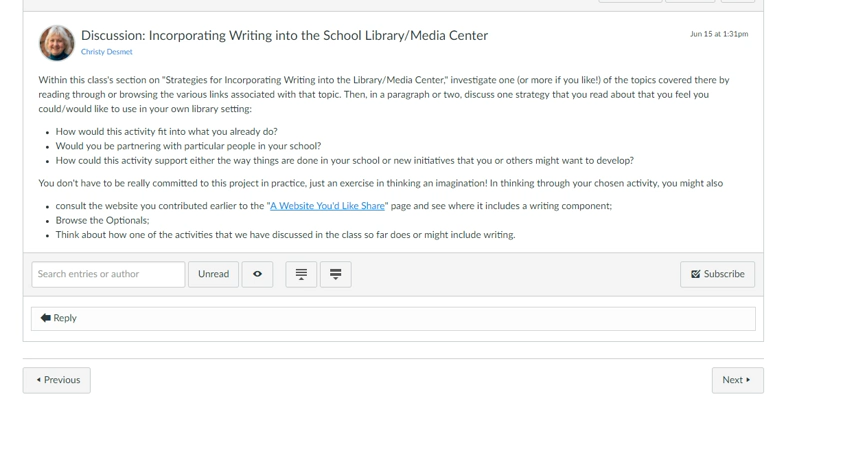 Discussion: Incorporating Writing into the School Library/Media Center
Jun 15 at 1:31pm
Christy Desmet
Within this class's section on "Strategies for Incorporating Writing into the Library/Media Center," investigate one (or more if you like!) of the topics covered there by
reading through or browsing the various links associated with that topic. Then, in a paragraph or two, discuss one strategy that you read about that you feel you
could/would like to use in your own library setting:
• How would this activity fit into what you already do?
• Would you be partnering with particular people in your school?
• How could this activity support either the way things are done in your school or new initiatives that you or others might want to develop?
You don't have to be really committed to this project in practice, just an exercise in thinking an imagination! In thinking through your chosen activity, you might also
• consult the website you contributed earlier to the "A Website You'd Like Share" page and see where it includes a writing component;
• Browse the Optionals;
• Think about how one of the activities that we have discussed in the class so far does or might include writing.
Search entries or author
Unread
Subscribe
Reply
Previous
Next